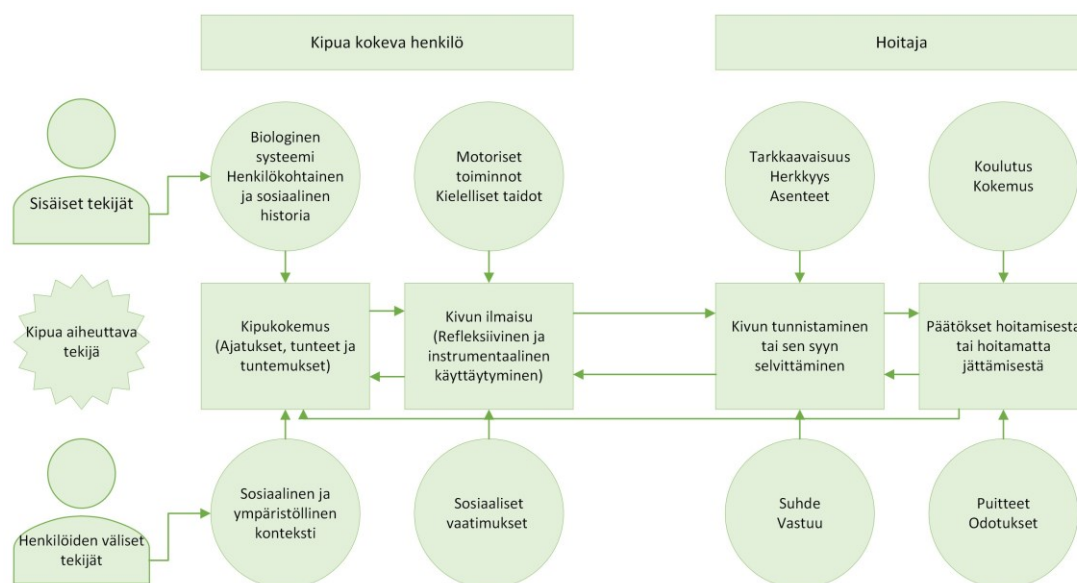 Kipua kokeva henkilö
Hoitaja
Sisäiset tekijät
Biologinen
systeemi
Henkilökohtainen
ja sosiaalinen
historia
Motoriset
toiminnot
Kielelliset taidot
Tarkkaavaisuus
Herkkyys
Asenteet
Koulutus
Kokemus
Kipua aiheuttava
tekijä
Kipukokemus
(Ajatukset, tunteet ja
tuntemukset)
Kivun ilmaisu
(Refleksiivinen ja
instrumentaalinen
käyttäytyminen)
Kivun tunnistaminen
tai sen syyn
selvittäminen
Päätökset hoitamisesta
tai hoitamatta
jättämisestä
Henkilöiden väliset
tekijät
Sosiaalinen ja
ympäristöllinen
konteksti
Sosiaaliset
vaatimukset
Suhde
Vastuu
Puitteet
Odotukset